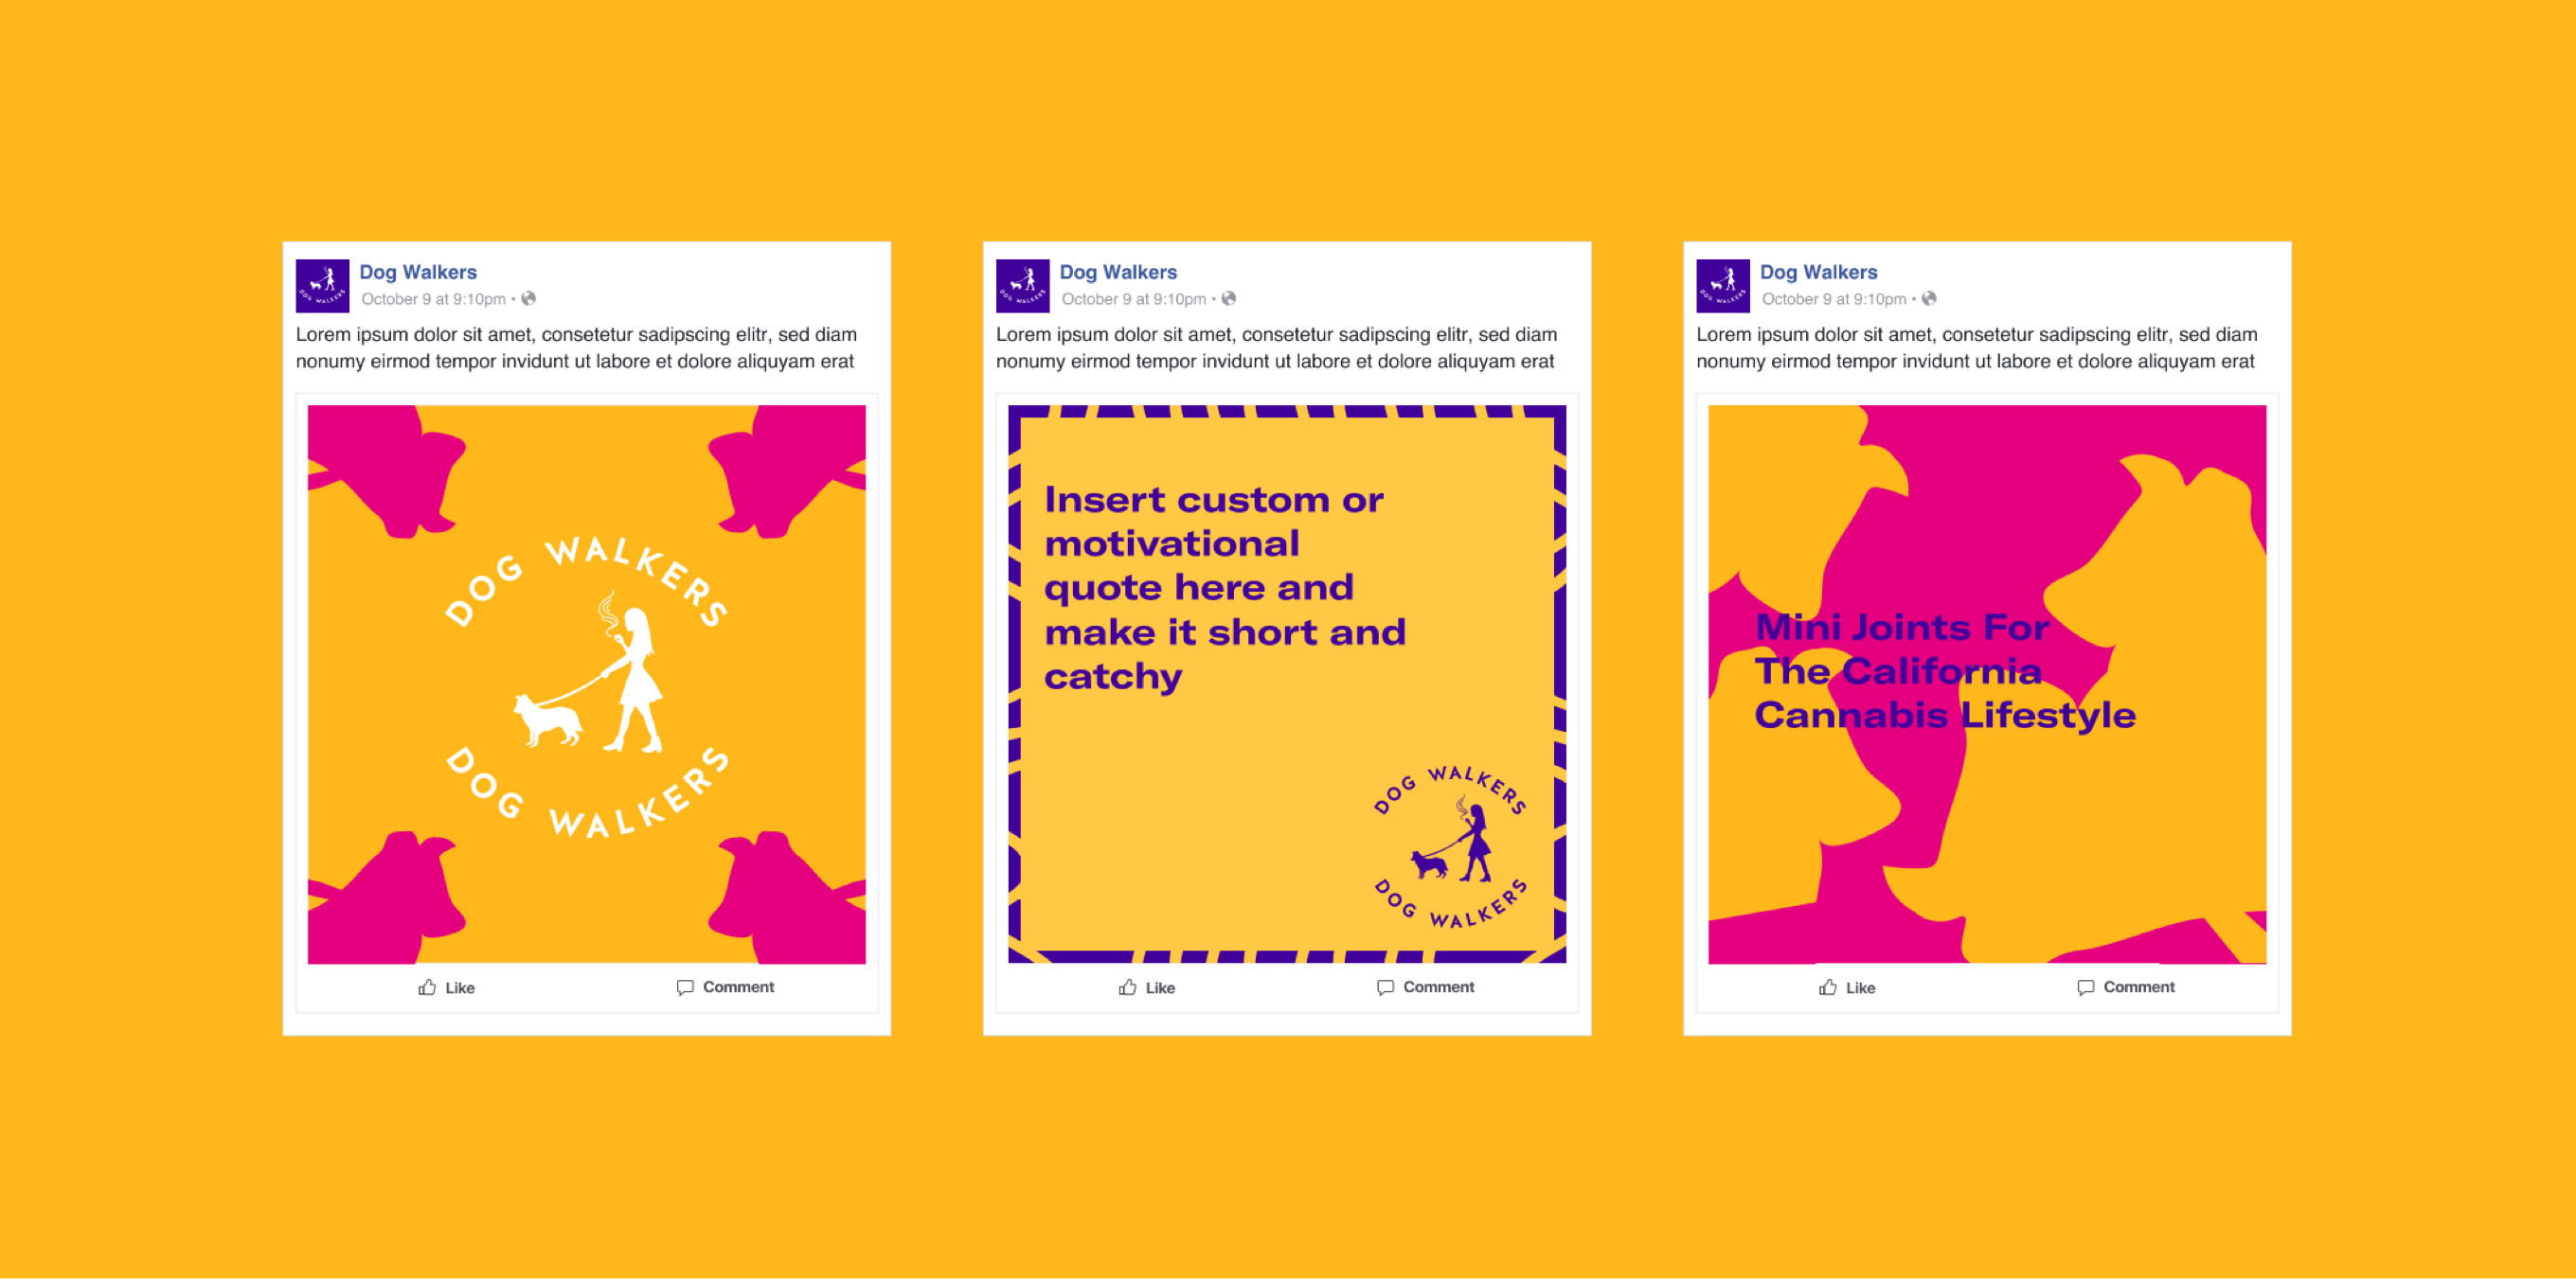 Dog Walkers
October 9 at 9:10pm •
Lorem ipsum dolor sit amet, consetetur sadipscing elitr, sed diam
nonumy eirmod tempor invidunt ut labore et dolore aliquyam erat
DOG WALKERS
DOG WALKERS
DOG WALKERS
Like
Comment
Dog Walkers
October 9 at 9:10pm •
Lorem ipsum dolor sit amet, consetetur sadipscing elitr, sed diam
nonumy eirmod tempor invidunt ut labore et dolore aliquyam erat
DOG WALKERS
Insert custom or
motivational
quote here and
make it short and
catchy
DOG WALKERS
DOG WALKERS
Like
Comment
Dog Walkers
October 9 at 9:10pm •
Lorem ipsum dolor sit amet, consetetur sadipscing elitr, sed diam
nonumy eirmod tempor invidunt ut labore et dolore aliquyam erat
DOG WALKERS
Mini Joints For
The California
Cannabis Lifestyle
Like
Comment